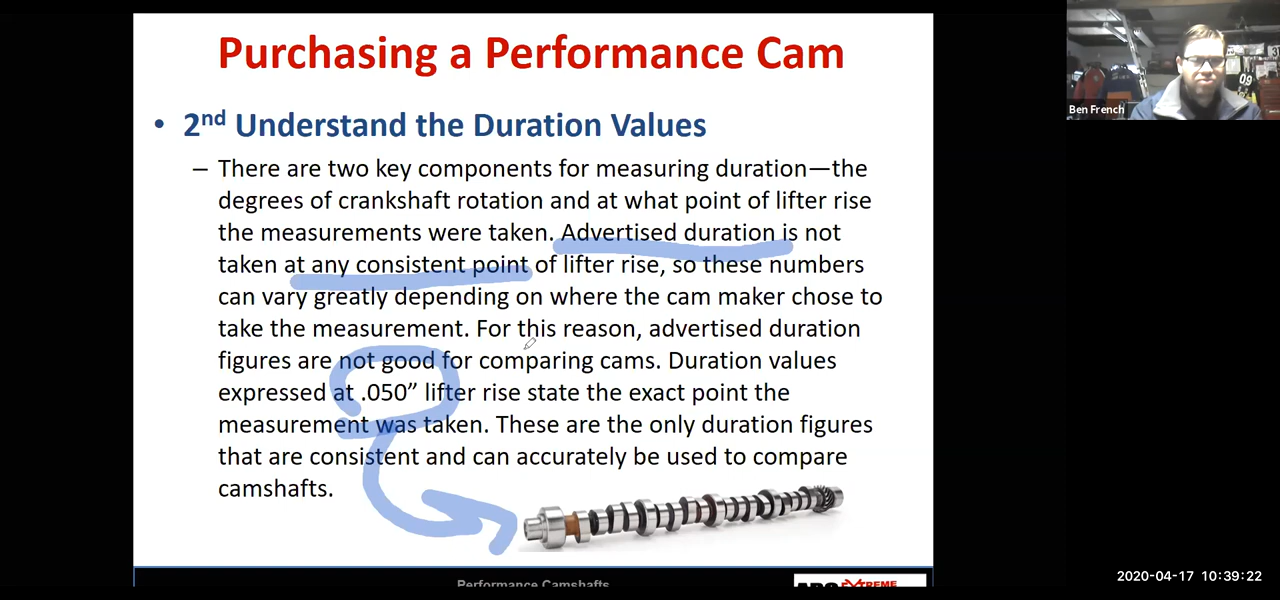 Purchasing a Performance Cam
• 2nd Understand the Duration Values
– There are two key components for measuring duration—the
degrees of crankshaft rotation and at what point of lifter rise
the measurements were taken. Advertised duration is not
taken at any consistent point of lifter rise, so these numbers
can vary greatly depending on where the cam maker chose to
take the measurement. For this reason, advertised duration
figures are not good for comparing cams. Duration values
expressed at .050” lifter rise state the exact point the
measurement was taken. These are the only duration figures
that are consistent and can accurately be used to compare
camshafts.
Performance Camshafts
EXTREME
Ben French
09
2020-04-17 10:39:22